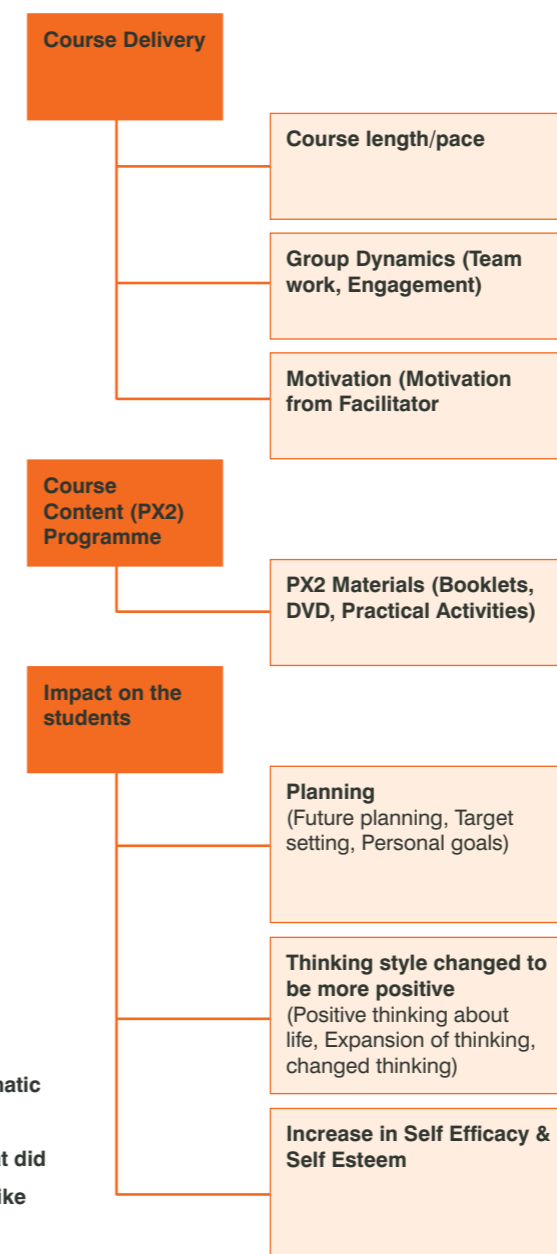 Course Delivery
Course length/pace
Group Dynamics (Team
work, Engagement)
Motivation (Motivation
from Facilitator
Course
Content (PX2)
Programme
PX2 Materials (Booklets,
DVD, Practical Activities)
Impact on the
students
Planning
(Future planning, Target
setting, Personal goals)
Thinking style changed to
be more positive
(Positive thinking about
life, Expansion of thinking,
changed thinking)
Increase in Self Efficacy &
Self Esteem
did